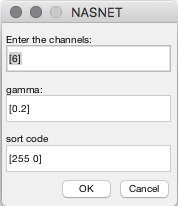 NASNET
Enter the channels:
[6]
gamma:
[0.2]
sort code
[255 0]
OK Cancel